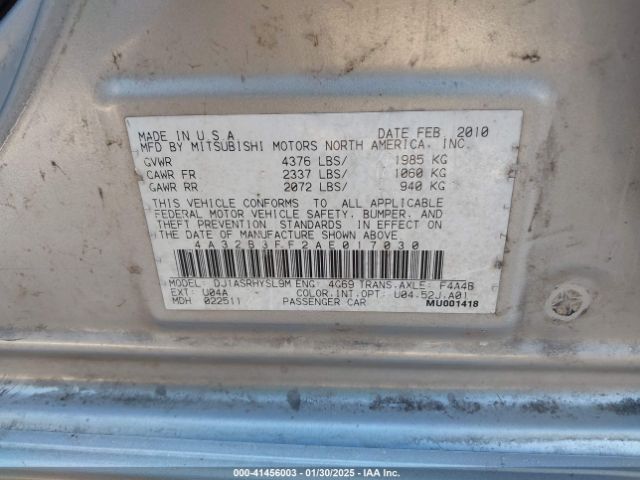 MADE IN U.S.A DATE FEB 2010
MFD BY MITSUBISHI MOTORS NORTH AMERICA, INC.
GVWR 4376 LBS/ 1985 KG
GAWR FR 2337 LBS/ 1060 KG
GAWR RR 2072 LBS/ 940 KG
THIS VEHICLE CONFORMS TO ALL APPLICABLE
FEDERAL MOTOR VEHICLE SAFETY, BUMPER, AND
THEFT PREVENTION STANDARDS IN EFFECT ON
THE DATE OF MANUFACTURE SHOWN ABOVE
4A32B3FF2AE017030
MODEL: DJ1ASRHYSL9M ENG: 4G69 TRANS.AXLE: F4A4B
EXT: U04A COLOR.INT.OPT: U04.52J.A01
MDH 022511 PASSENGER CAR MU001418
000-41456003 - 01/30/2025 - IAA Inc.